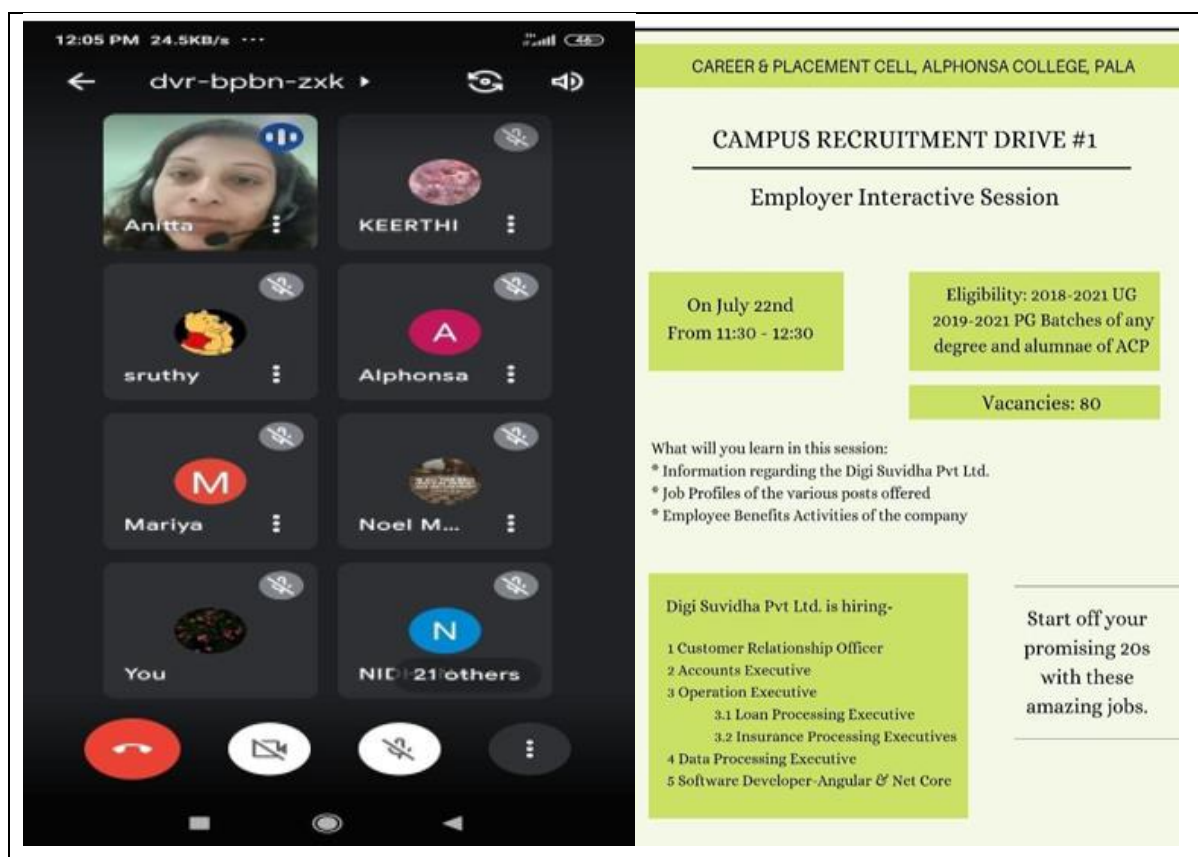 12:05 PM 24.5KB/s ···
46
dvr-bpbn-zxk
Anitta
KEERTHI
sruthy
A
Alphonsa
M
Mariya
Noel M...
You
N
21 others
CAREER & PLACEMENT CELL, ALPHONSA COLLEGE, PALA
CAMPUS RECRUITMENT DRIVE #1
Employer Interactive Session
On July 22nd
From 11:30 - 12:30
Eligibility: 2018-2021 UG
2019-2021 PG Batches of any
degree and alumnae of ACP
Vacancies: 80
What will you learn in this session:
* Information regarding the Digi Suvidha Pvt Ltd.
* Job Profiles of the various posts offered
* Employee Benefits Activities of the company
Digi Suvidha Pvt Ltd. is hiring-
1 Customer Relationship Officer
2 Accounts Executive
3 Operation Executive
3.1 Loan Processing Executive
3.2 Insurance Processing Executives
4 Data Processing Executive
5 Software Developer-Angular & Net Core
Start off your
promising 20s
with these
amazing jobs.